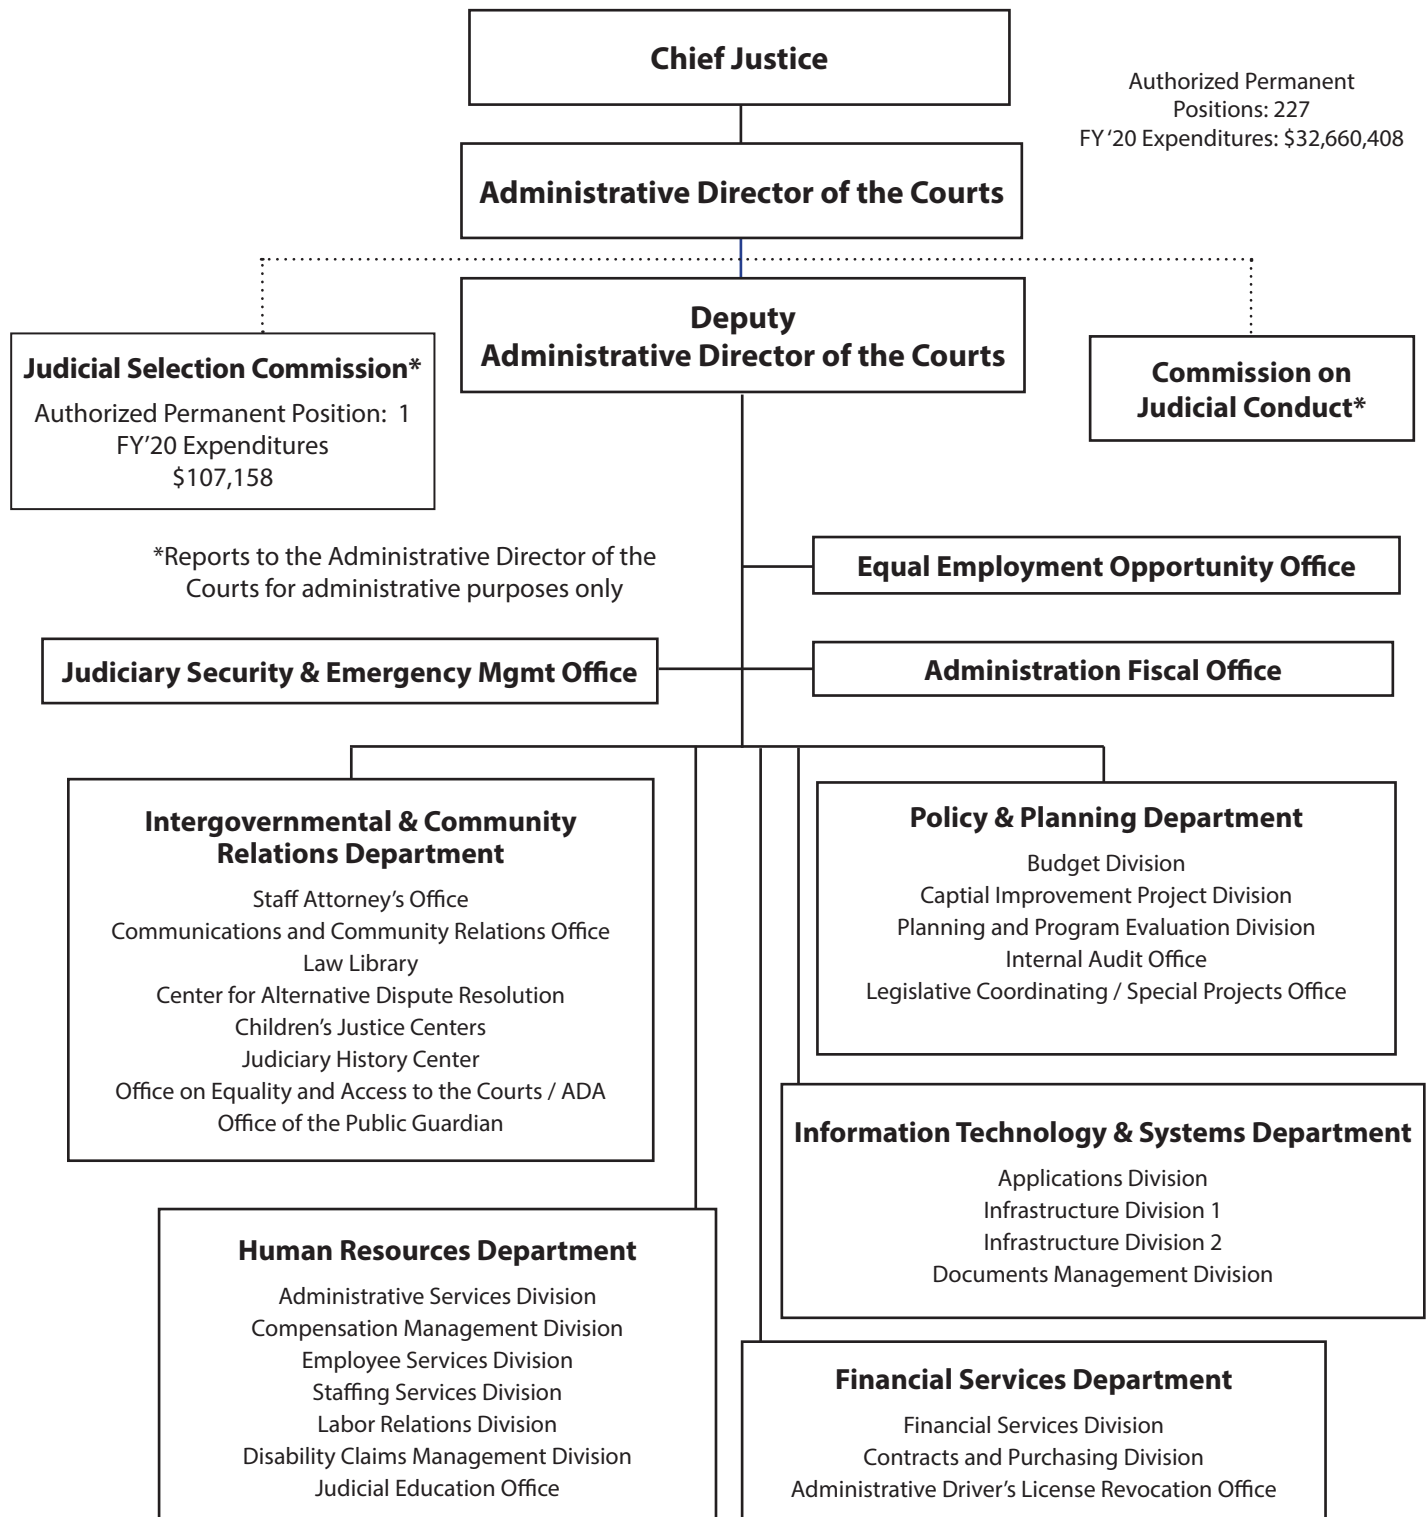 Chief Justice
Authorized Permanent
Positions: 227
FY ‘20 Expenditures: $32,660,408
Administrative Director of the Courts
Deputy
Administrative Director of the Courts
Judicial Selection Commission*
Authorized Permanent Position: 1
FY’20 Expenditures
$107,158
Commission on
Judicial Conduct*
*Reports to the Administrative Director of the
Courts for administrative purposes only
Equal Employment Opportunity Office
Judiciary Security & Emergency Mgmt Office
Administration Fiscal Office
Intergovernmental & Community
Relations Department
Staff Attorney’s Office
Communications and Community Relations Office
Law Library
Center for Alternative Dispute Resolution
Children’s Justice Centers
Judiciary History Center
Office on Equality and Access to the Courts / ADA
Office of the Public Guardian
Policy & Planning Department
Budget Division
Captial Improvement Project Division
Planning and Program Evaluation Division
Internal Audit Office
Legislative Coordinating / Special Projects Office
Information Technology & Systems Department
Applications Division
Infrastructure Division 1
Infrastructure Division 2
Documents Management Division
Human Resources Department
Administrative Services Division
Compensation Management Division
Employee Services Division
Staffing Services Division
Labor Relations Division
Disability Claims Management Division
Judicial Education Office
Financial Services Department
Financial Services Division
Contracts and Purchasing Division
Administrative Driver’s License Revocation Office